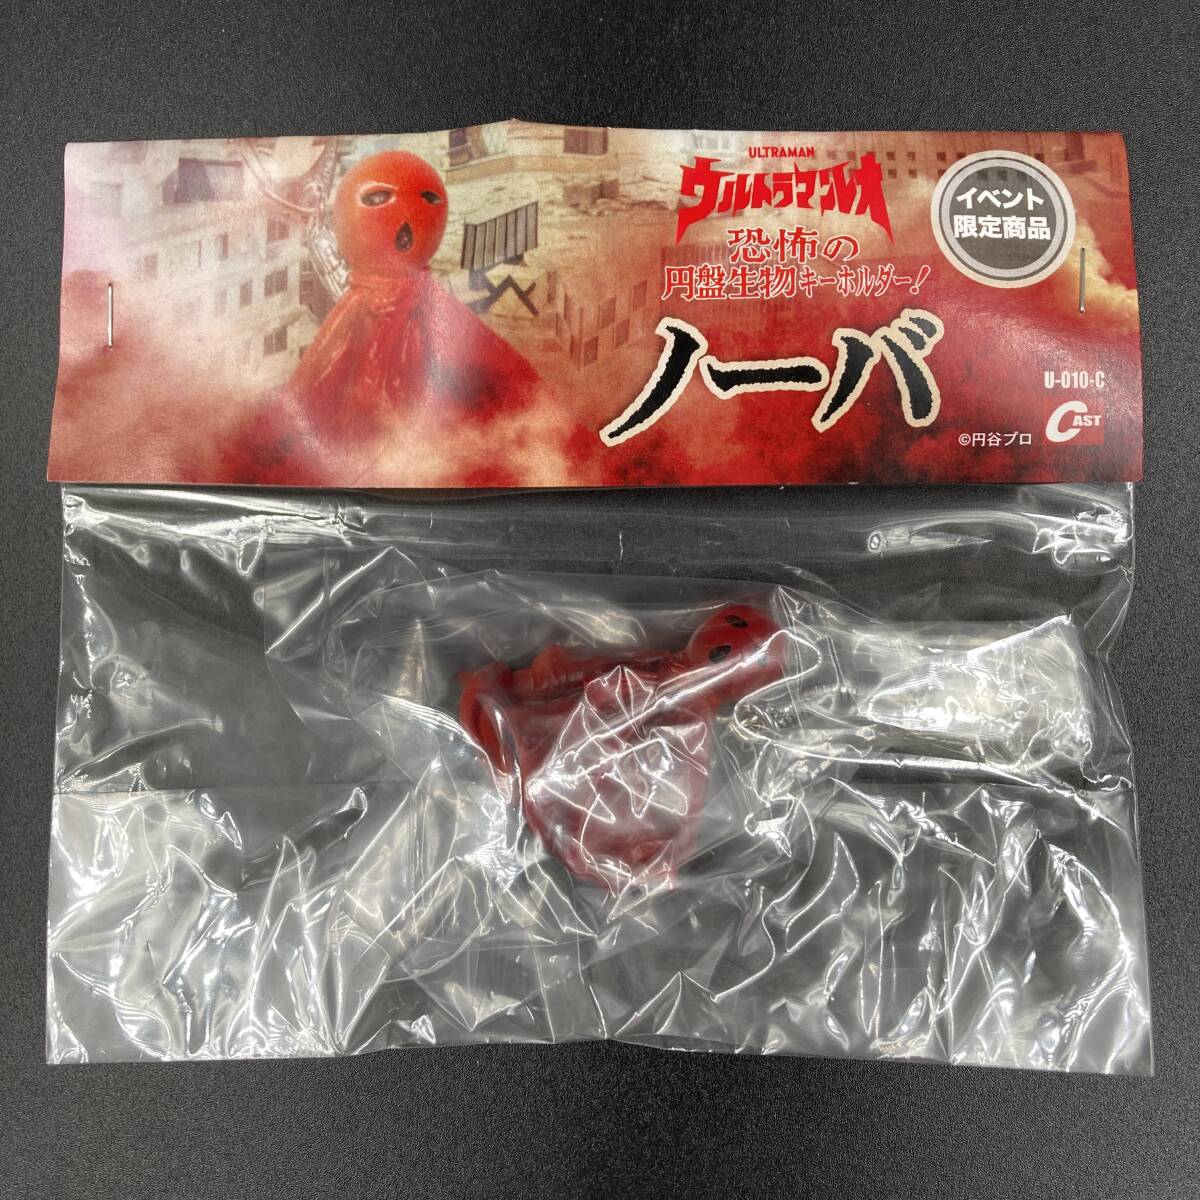 ULTRAMAN
ウルトラマンレオ
恐怖の
円盤生物キーホルダー!
ノーバ
イベント
限定商品
U-010-C
CAST
©円谷プロ